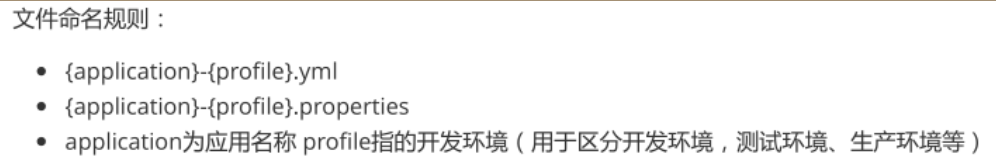 文件命名规则：
• {application}-{profile}.yml
• {application}-{profile}.properties
• application为应用名称 profile指的开发环境（用于区分开发环境，测试环境、生产环境等）